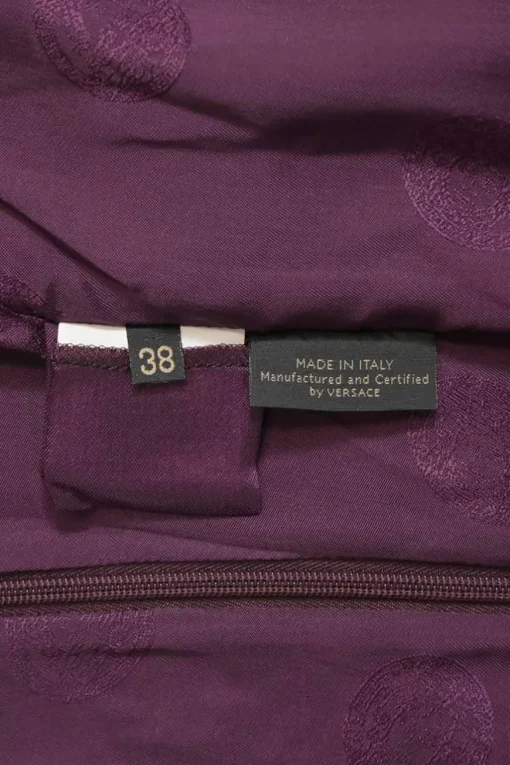 38
MADE IN ITALY
Manufactured and Certified
by VERSACE